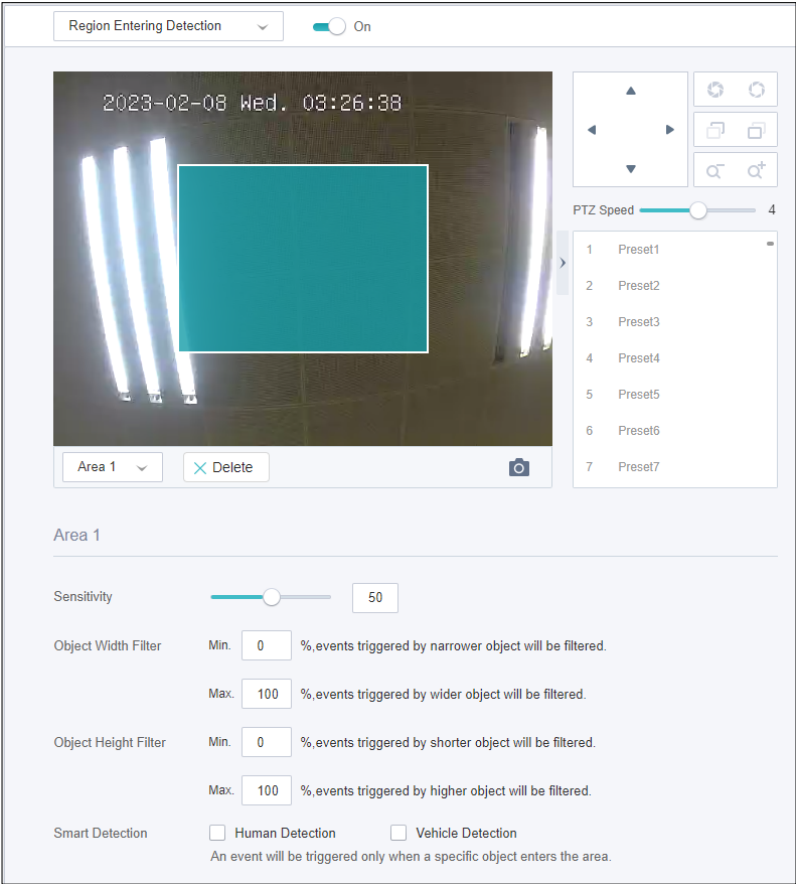 Region Entering Detection On
2023-02-08 Wed. 03:26:38
PTZ Speed 4
1 Preset1
2 Preset2
3 Preset3
4 Preset4
5 Preset5
6 Preset6
7 Preset7
Area 1 Delete
Area 1
Sensitivity 50
Object Width Filter Min. 0 %,events triggered by narrower object will be filtered.
Max. 100 %,events triggered by wider object will be filtered.
Object Height Filter Min. 0 %,events triggered by shorter object will be filtered.
Max. 100 %,events triggered by higher object will be filtered.
Smart Detection Human Detection Vehicle Detection
An event will be triggered only when a specific object enters the area.